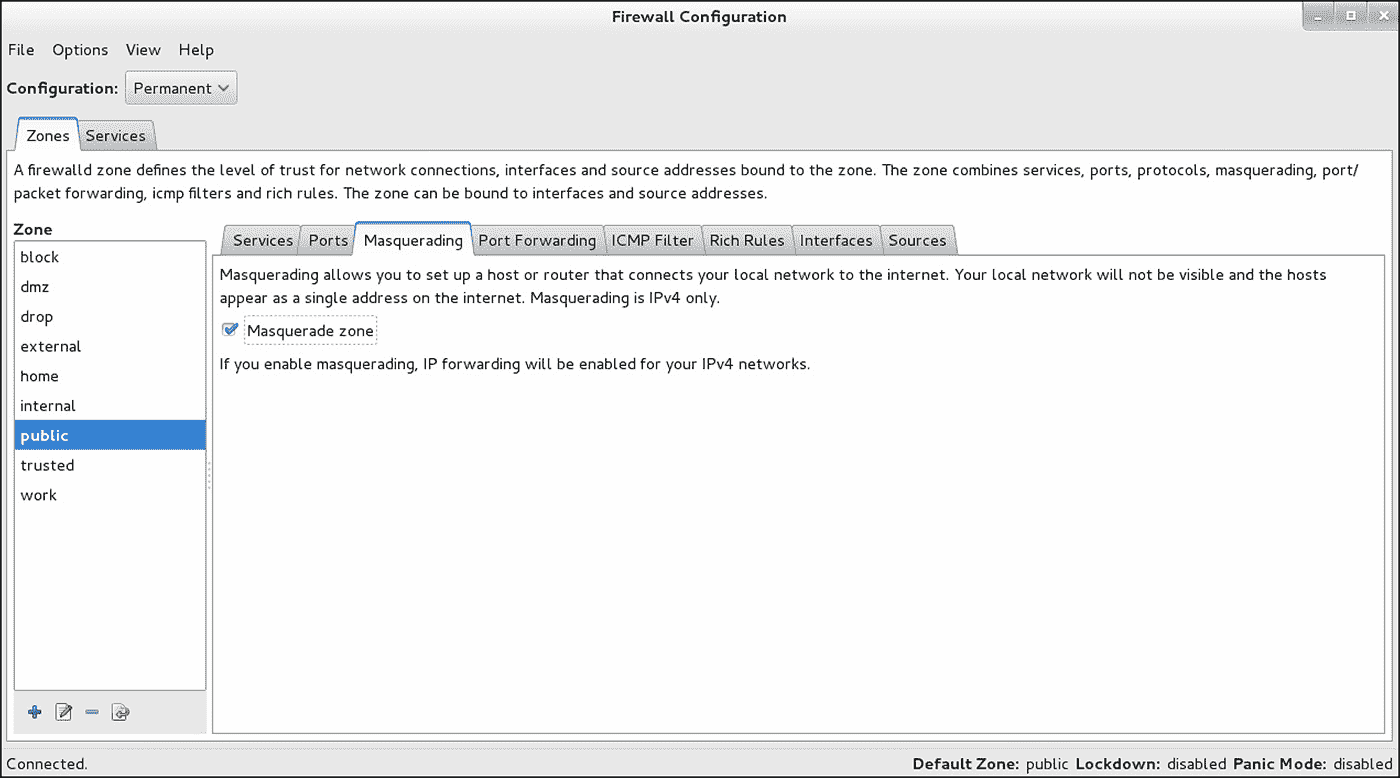 Firewall Configuration
File Options View Help
Configuration: Permanent
Zones Services
A firewalld zone defines the level of trust for network connections, interfaces and source addresses bound to the zone. The zone combines services, ports, protocols, masquerading, port/
packet forwarding, icmp filters and rich rules. The zone can be bound to interfaces and source addresses.
Zone
block
dmz
drop
external
home
internal
public
trusted
work
Services Ports Masquerading Port Forwarding ICMP Filter Rich Rules Interfaces Sources
Masquerading allows you to set up a host or router that connects your local network to the internet. Your local network will not be visible and the hosts
appear as a single address on the internet. Masquerading is IPv4 only.
Masquerade zone
If you enable masquerading, IP forwarding will be enabled for your IPv4 networks.
Connected.
Default Zone: public Lockdown: disabled Panic Mode: disabled